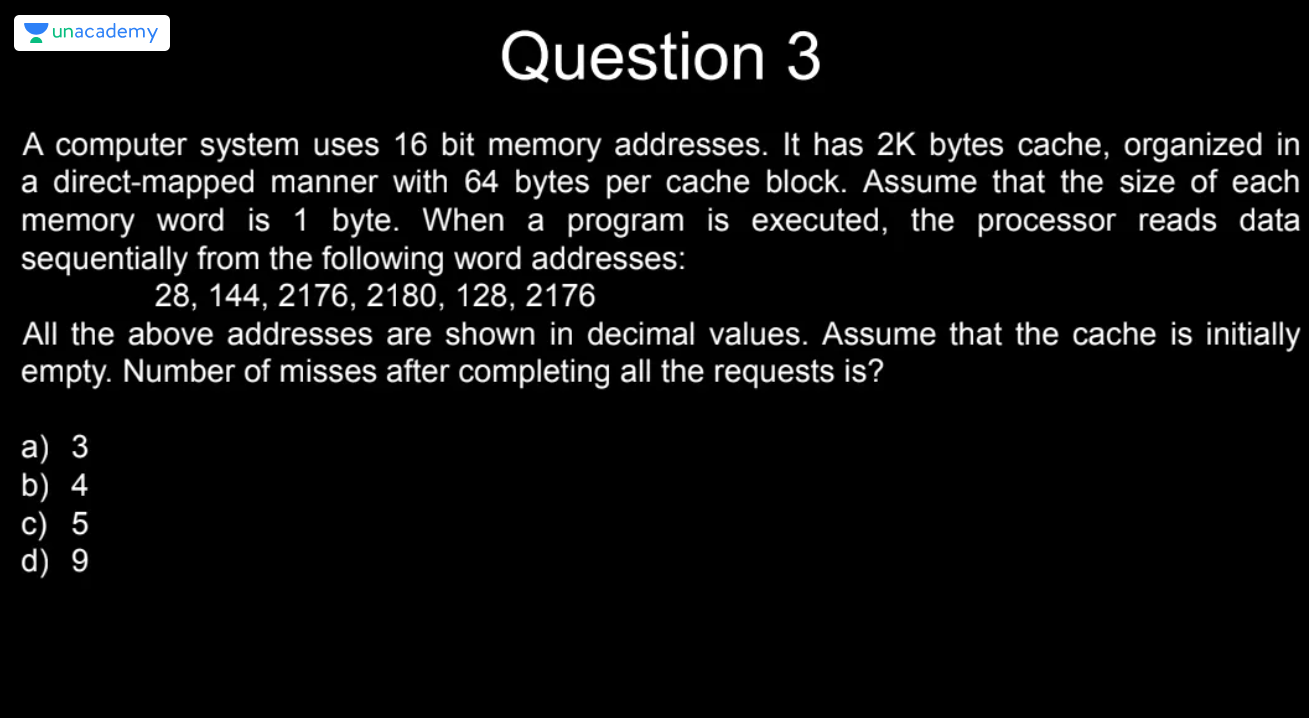 unacademy
Question 3
A computer system uses 16 bit memory addresses. It has 2K bytes cache, organized in
a direct-mapped manner with 64 bytes per cache block. Assume that the size of each
memory word is 1 byte. When a program is executed, the processor reads data
sequentially from the following word addresses:
28, 144, 2176, 2180, 128, 2176
All the above addresses are shown in decimal values. Assume that the cache is initially
empty. Number of misses after completing all the requests is?
a) 3
b) 4
c) 5
d) 9